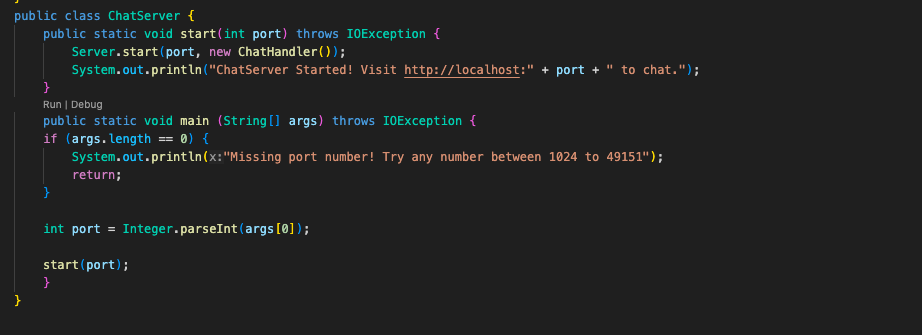 }
public class ChatServer {
    public static void start(int port) throws IOException {
        Server.start(port, new ChatHandler());
        System.out.println("ChatServer Started! Visit http://localhost:" + port + " to chat.");
    }
    Run | Debug
    public static void main (String[] args) throws IOException {
    if (args.length == 0) {
        System.out.println(x:"Missing port number! Try any number between 1024 to 49151");
        return;
    }

    int port = Integer.parseInt(args[0]);

    start(port);
    }
}